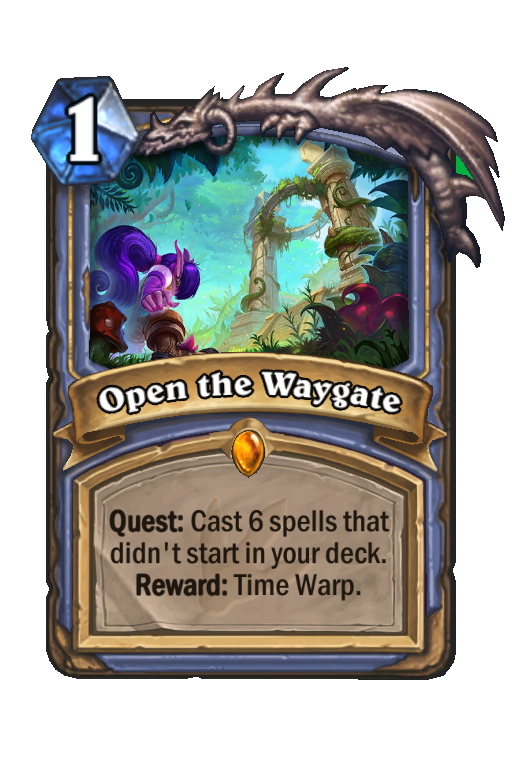 1
Open the Waygate
Quest: Cast 6 spells that
didn't start in your deck.
Reward: Time Warp.